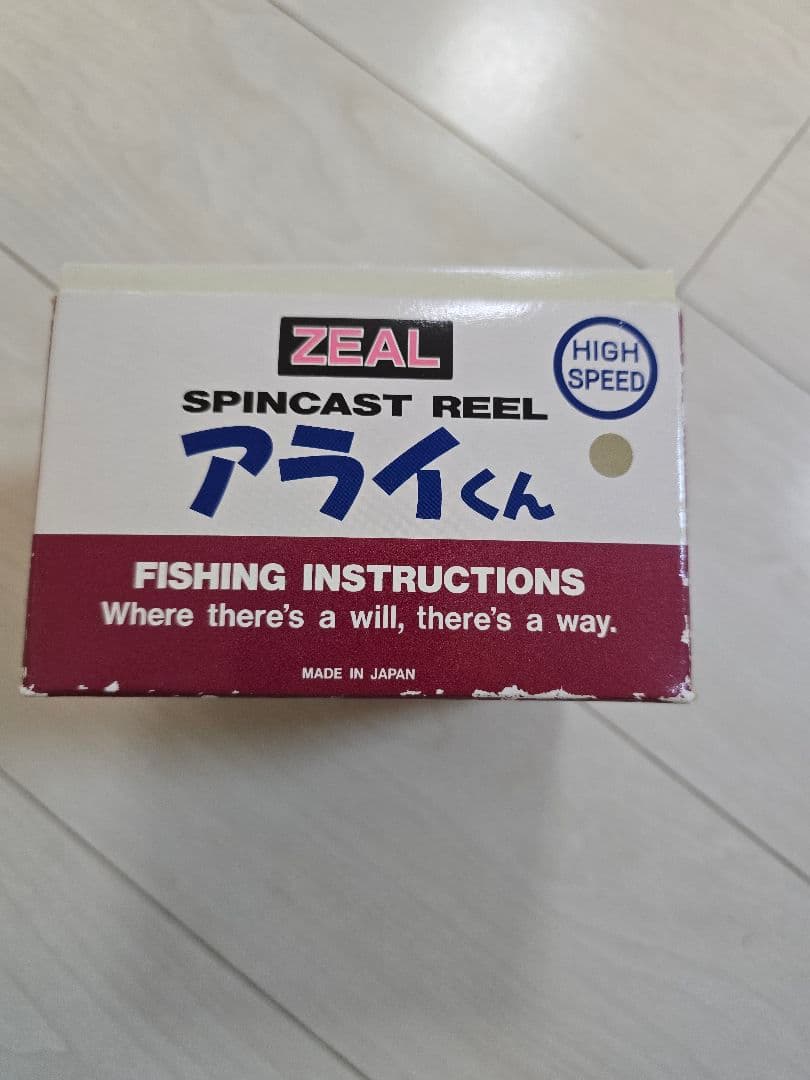 ZEAL
HIGH
SPEED
SPINCAST REEL
アライくん
FISHING INSTRUCTIONS
Where there's a will, there's a way.
MADE IN JAPAN